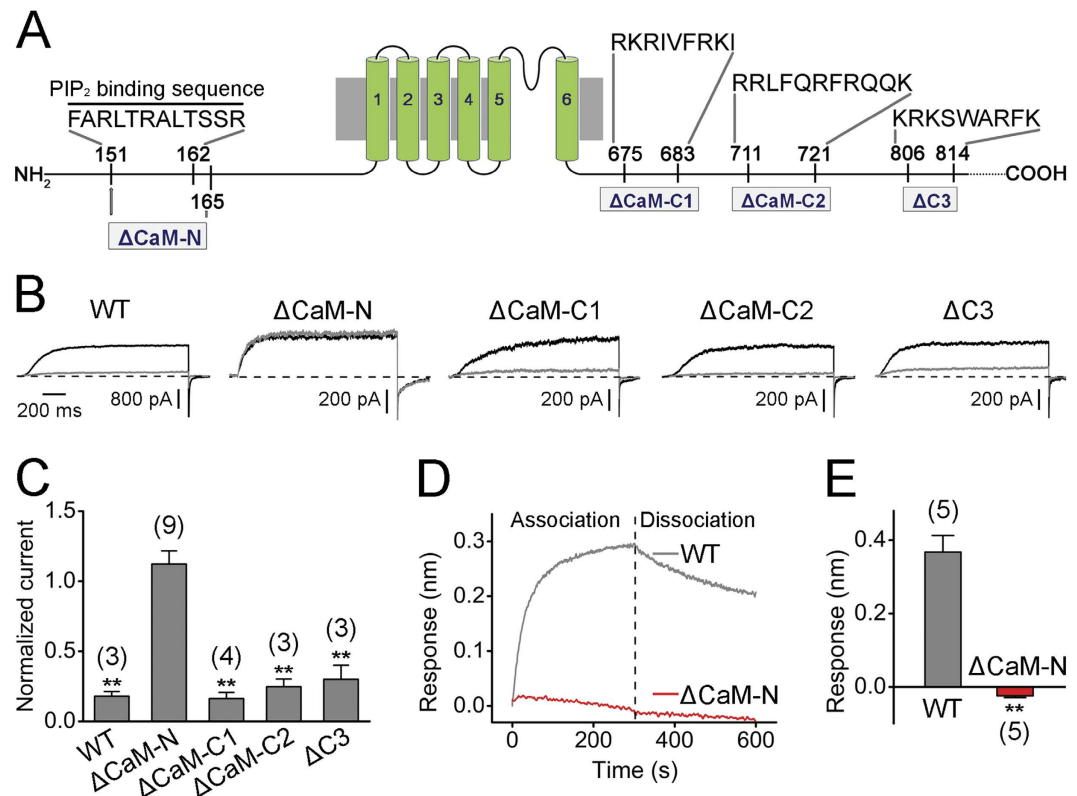 A
PIP₂ binding sequence
FARLTRALTSSR
RKRIVFRKI
RRLFQRFRQQK
KRKSWARFK
1 2 3 4 5 6
151 162 675 683 711 721 806 814
NH₂ COOH
165
ΔCaM-N ΔCaM-C1 ΔCaM-C2 ΔC3
B
WT ΔCaM-N ΔCaM-C1 ΔCaM-C2 ΔC3
200 ms 800 pA 200 pA 200 pA 200 pA 200 pA
C
Normalized current
1.5
1.0
0.5
0.0
(3) (9) (4) (3) (3)
** ** ** **
WT ΔCaM-N ΔCaM-C1 ΔCaM-C2 ΔC3
D
Association Dissociation
Response (nm)
0.3
0.2
0.1
0.0
WT
ΔCaM-N
0 200 400 600
Time (s)
E
Response (nm)
0.4
0.2
0.0
(5)
ΔCaM-N
WT
**
(5)